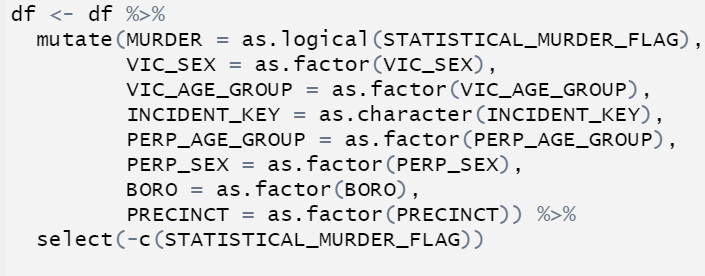 df <- df %>%
  mutate(MURDER = as.logical(STATISTICAL_MURDER_FLAG),
         VIC_SEX = as.factor(VIC_SEX),
         VIC_AGE_GROUP = as.factor(VIC_AGE_GROUP),
         INCIDENT_KEY = as.character(INCIDENT_KEY),
         PERP_AGE_GROUP = as.factor(PERP_AGE_GROUP),
         PERP_SEX = as.factor(PERP_SEX),
         BORO = as.factor(BORO),
         PRECINCT = as.factor(PRECINCT)) %>%
  select(-c(STATISTICAL_MURDER_FLAG))